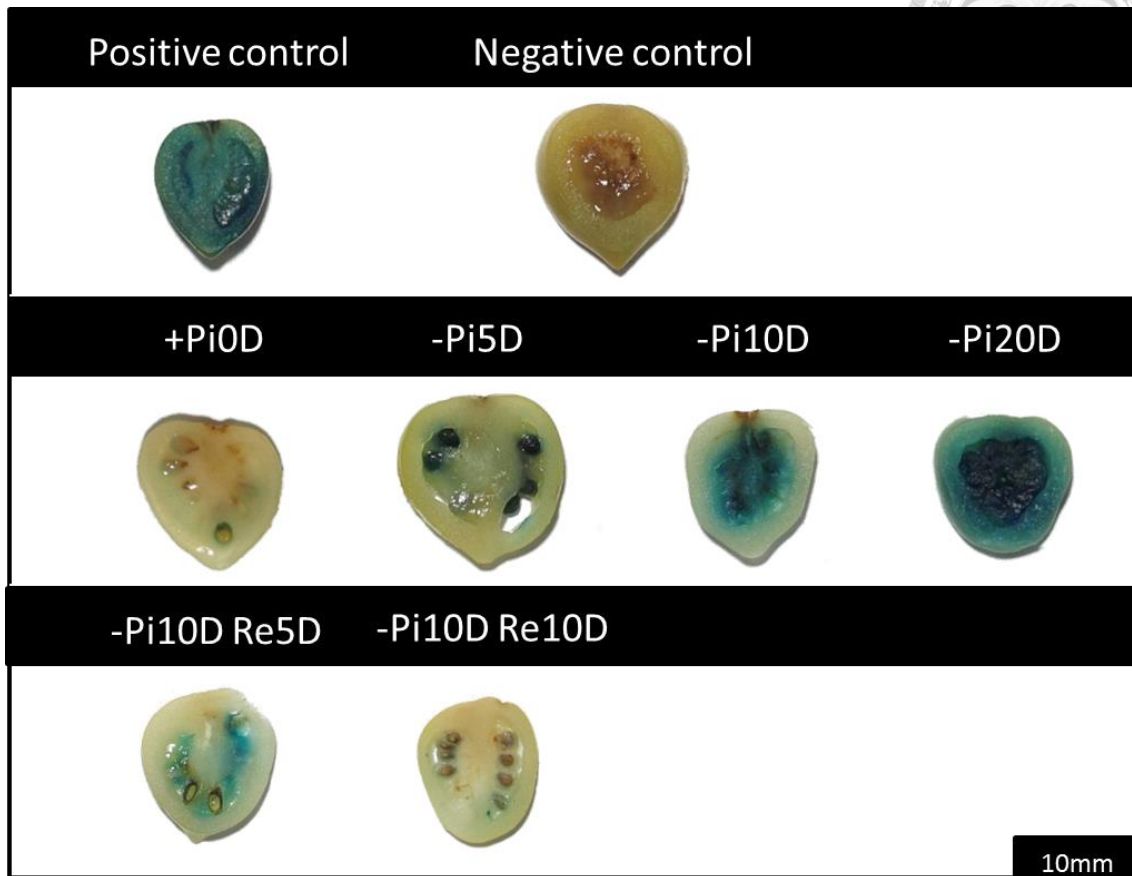 Positive control Negative control
+Pi0D -Pi5D -Pi10D -Pi20D
-Pi10D Re5D -Pi10D Re10D
10mm